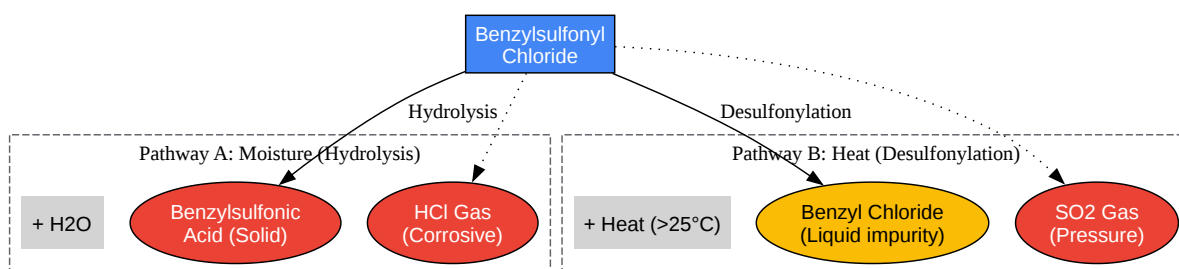 Benzylsulfonyl
Chloride
Hydrolysis
Desulfonylation
Pathway A: Moisture (Hydrolysis)
Pathway B: Heat (Desulfonylation)
+ H2O
Benzylsulfonic
Acid (Solid)
HCl Gas
(Corrosive)
+ Heat (>25°C)
Benzyl Chloride
(Liquid impurity)
SO2 Gas
(Pressure)